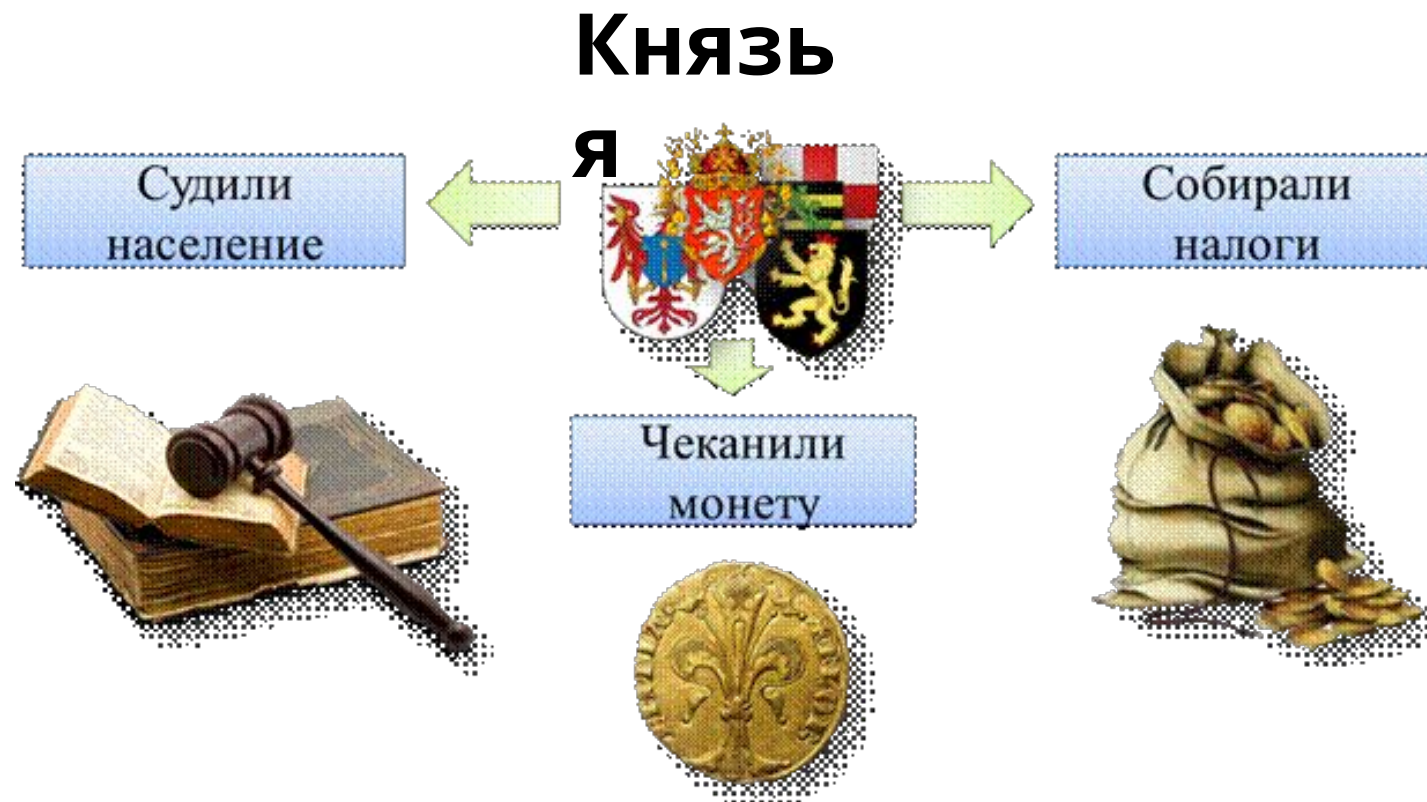 Князь
я
Судили
население
Собирали
налоги
Чеканили
монету